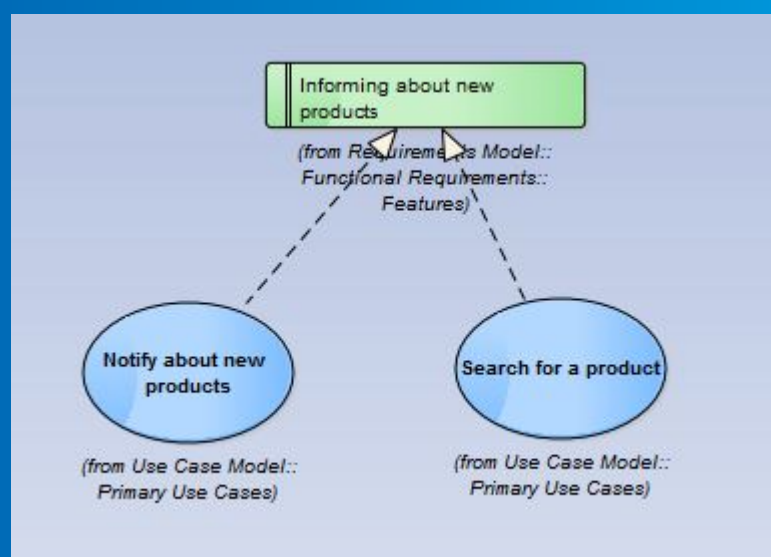 Informing about new
products
(from Requirements Model::
Functional Requirements::
Features)
Notify about new
products
Search for a product
(from Use Case Model::
Primary Use Cases)
(from Use Case Model::
Primary Use Cases)